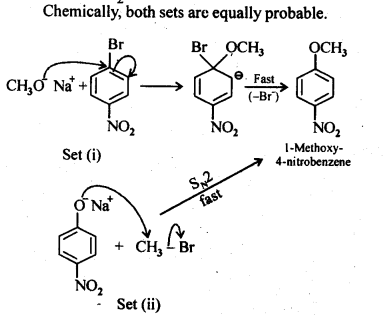 Chemically, both sets are equally probable.
Br
Br OCH₃
OCH₃
CH₃O⁻ Na⁺ +
⊖
Fast
(−Br⁻)
NO₂
NO₂
NO₂
Set (i)
1-Methoxy-
4-nitrobenzene
SN2
fast
O⁻ Na⁺
+ CH₃ − Br
NO₂
Set (ii)